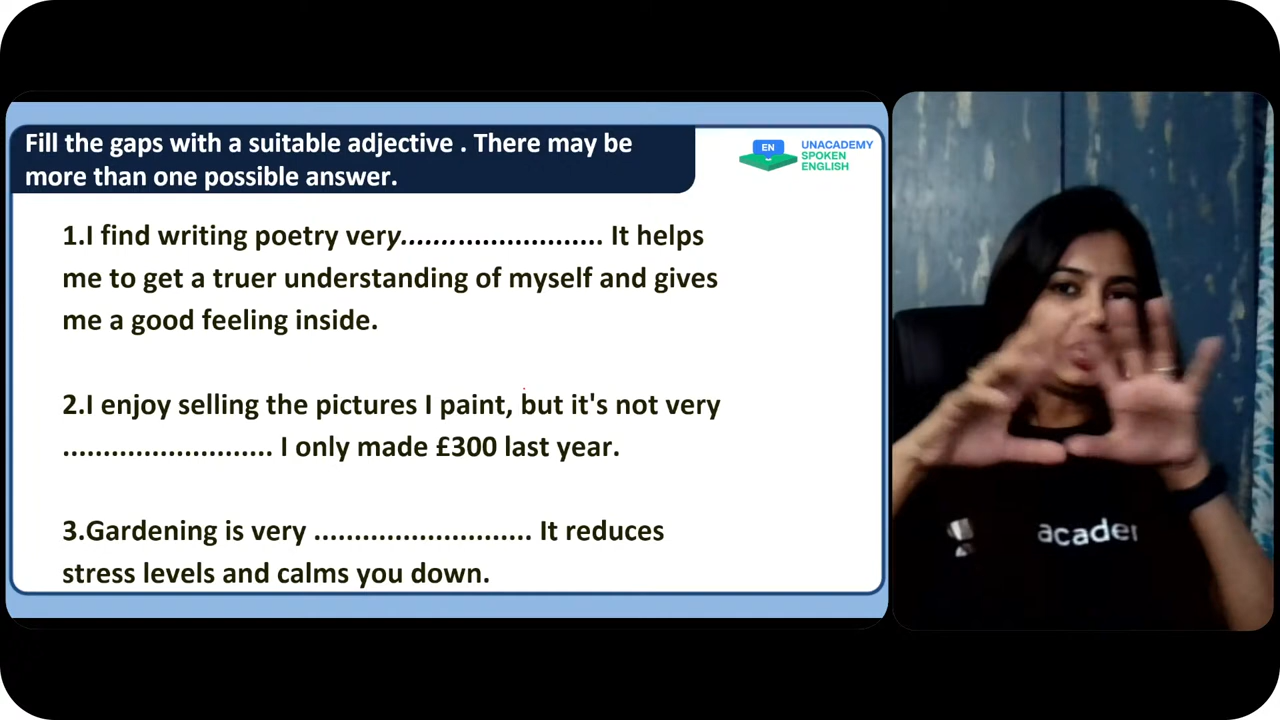 Fill the gaps with a suitable adjective . There may be
more than one possible answer.
EN
UNACADEMY
SPOKEN
ENGLISH
1.I find writing poetry very.......................... It helps
me to get a truer understanding of myself and gives
me a good feeling inside.
2.I enjoy selling the pictures I paint, but it's not very
.......................... I only made £300 last year.
3.Gardening is very ........................... It reduces
stress levels and calms you down.
acade